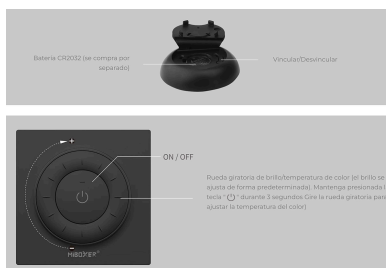 Batería CR2032 (se compra por
separado)
Vincular/Desvincular
ON / OFF
Rueda giratoria de brillo/temperatura de color (el brillo se
ajusta de forma predeterminada). Mantenga presionada l
tecla " " durante 3 segundos Gire la rueda giratoria para
ajustar la temperatura del color)
MiBOXER®